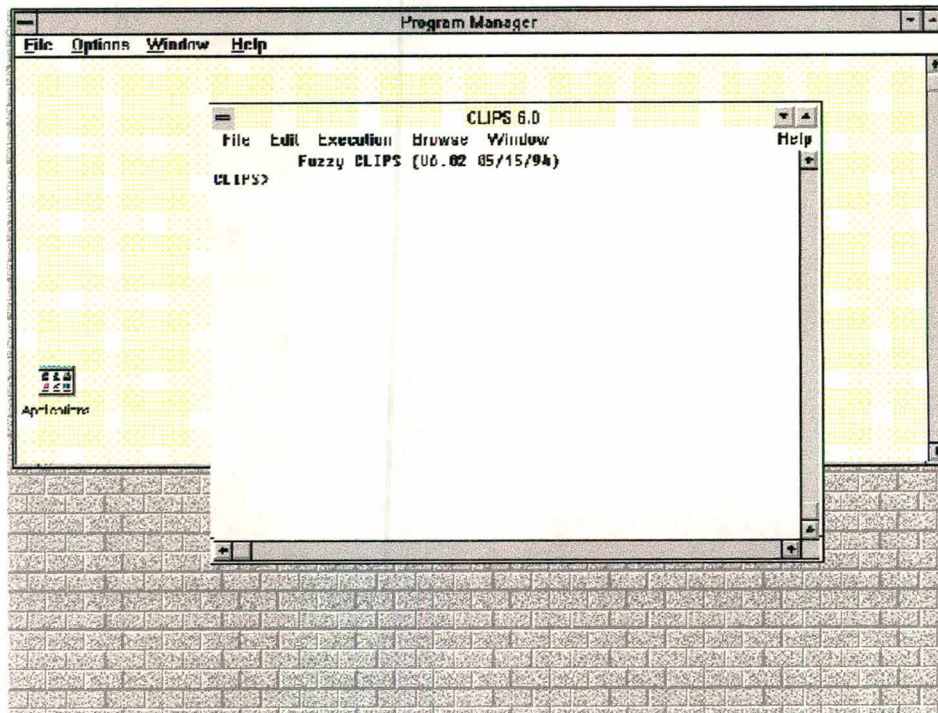 Program Manager
File Options Window Help
CLIPS 6.0
File Edit Execution Browse Window Help
Fuzzy CLIPS (V6.02 05/15/94)
CLIPS>
Applications